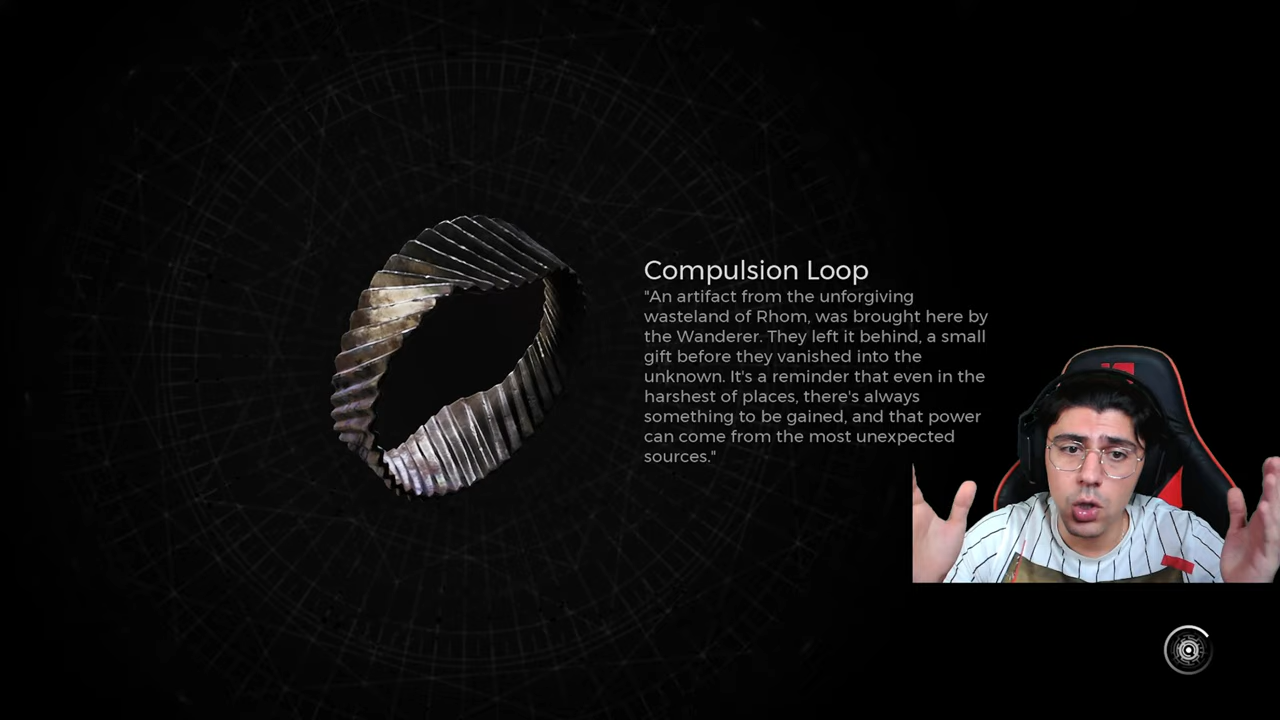 Compulsion Loop
"An artifact from the unforgiving
wasteland of Rhom, was brought here by
the Wanderer. They left it behind, a small
gift before they vanished into the
unknown. It's a reminder that even in the
harshest of places, there's always
something to be gained, and that power
can come from the most unexpected
sources."